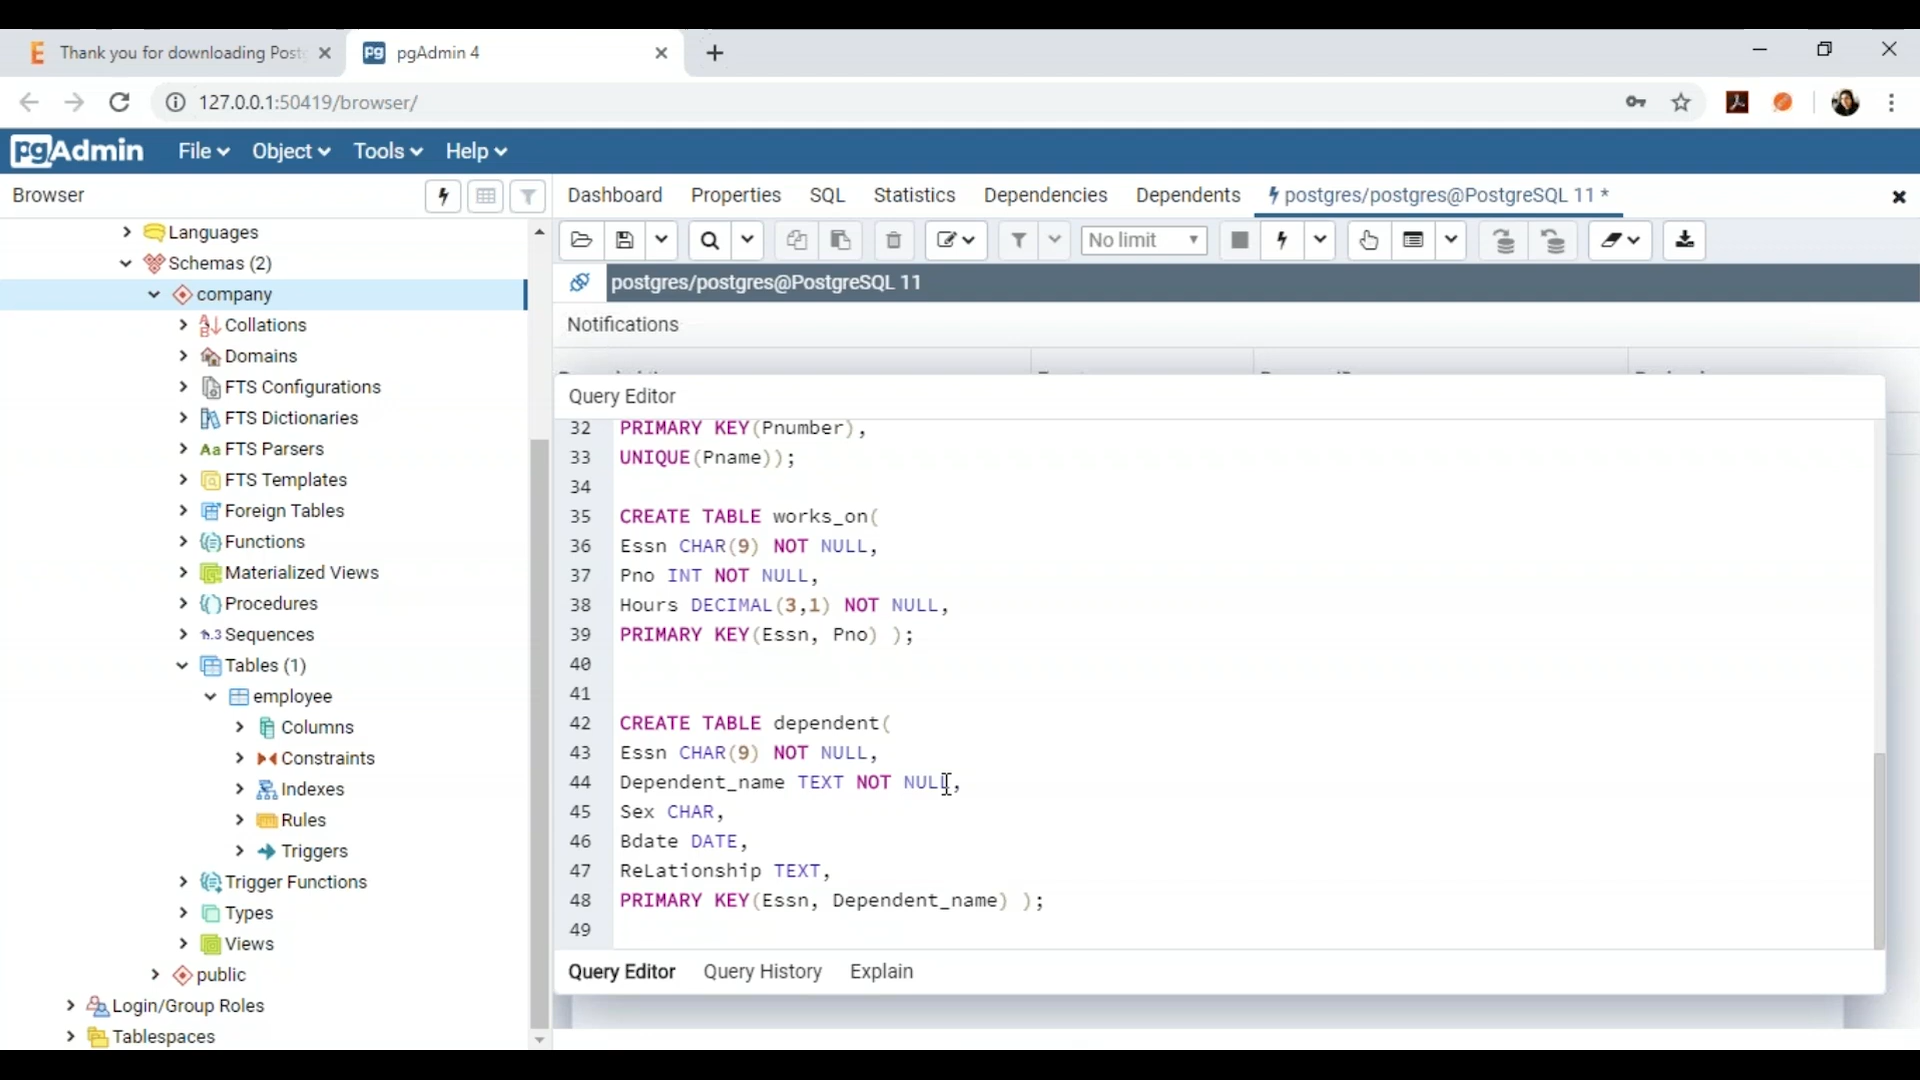 Thank you for downloading Post
pgAdmin 4
127.0.0.1:50419/browser/
pgAdmin
File
Object
Tools
Help
Browser
Dashboard
Properties
SQL
Statistics
Dependencies
Dependents
postgres/postgres@PostgreSQL 11 *
No limit
postgres/postgres@PostgreSQL 11
Notifications
Languages
Schemas (2)
company
Collations
Domains
FTS Configurations
FTS Dictionaries
Aa FTS Parsers
FTS Templates
Foreign Tables
Functions
Materialized Views
Procedures
1..3 Sequences
Tables (1)
employee
Columns
Constraints
Indexes
Rules
Triggers
Trigger Functions
Types
Views
public
Login/Group Roles
Tablespaces
Query Editor
32 PRIMARY KEY(Pnumber),
33 UNIQUE(Pname));
34
35 CREATE TABLE works_on(
36 Essn CHAR(9) NOT NULL,
37 Pno INT NOT NULL,
38 Hours DECIMAL(3,1) NOT NULL,
39 PRIMARY KEY(Essn, Pno) );
40
41
42 CREATE TABLE dependent(
43 Essn CHAR(9) NOT NULL,
44 Dependent_name TEXT NOT NULL,
45 Sex CHAR,
46 Bdate DATE,
47 ReLationship TEXT,
48 PRIMARY KEY(Essn, Dependent_name) );
49
Query Editor
Query History
Explain